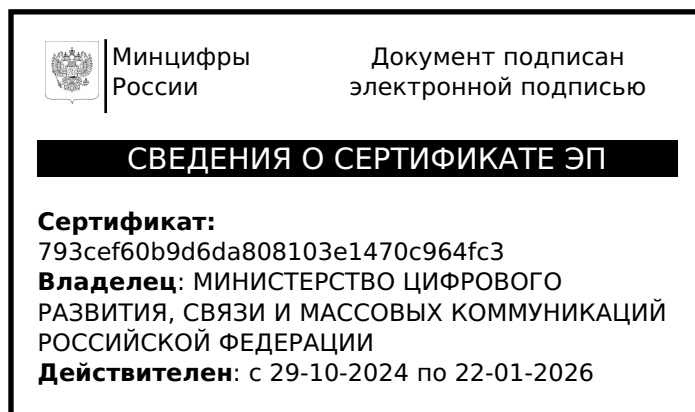 Минцифры
России
Документ подписан
электронной подписью
СВЕДЕНИЯ О СЕРТИФИКАТЕ ЭП
Сертификат:
793cef60b9d6da808103e1470c964fc3
Владелец: МИНИСТЕРСТВО ЦИФРОВОГО
РАЗВИТИЯ, СВЯЗИ И МАССОВЫХ КОММУНИКАЦИЙ
РОССИЙСКОЙ ФЕДЕРАЦИИ
Действителен: с 29-10-2024 по 22-01-2026